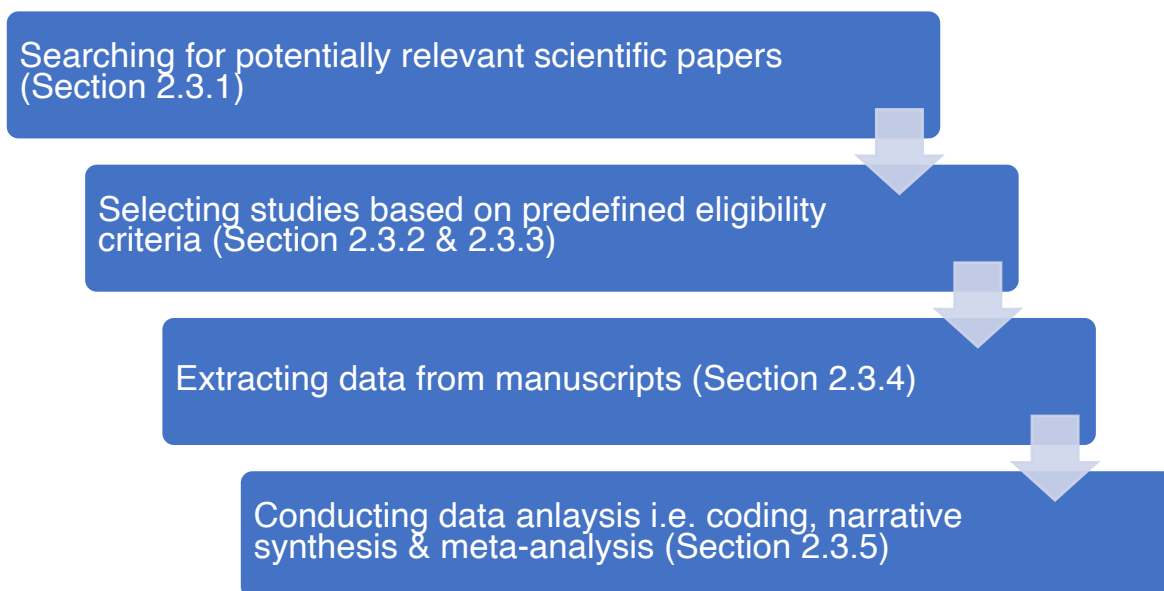 Searching for potentially relevant scientific papers
(Section 2.3.1)
Selecting studies based on predefined eligibility
criteria (Section 2.3.2 & 2.3.3)
Extracting data from manuscripts (Section 2.3.4)
Conducting data anlaysis i.e. coding, narrative
synthesis & meta-analysis (Section 2.3.5)